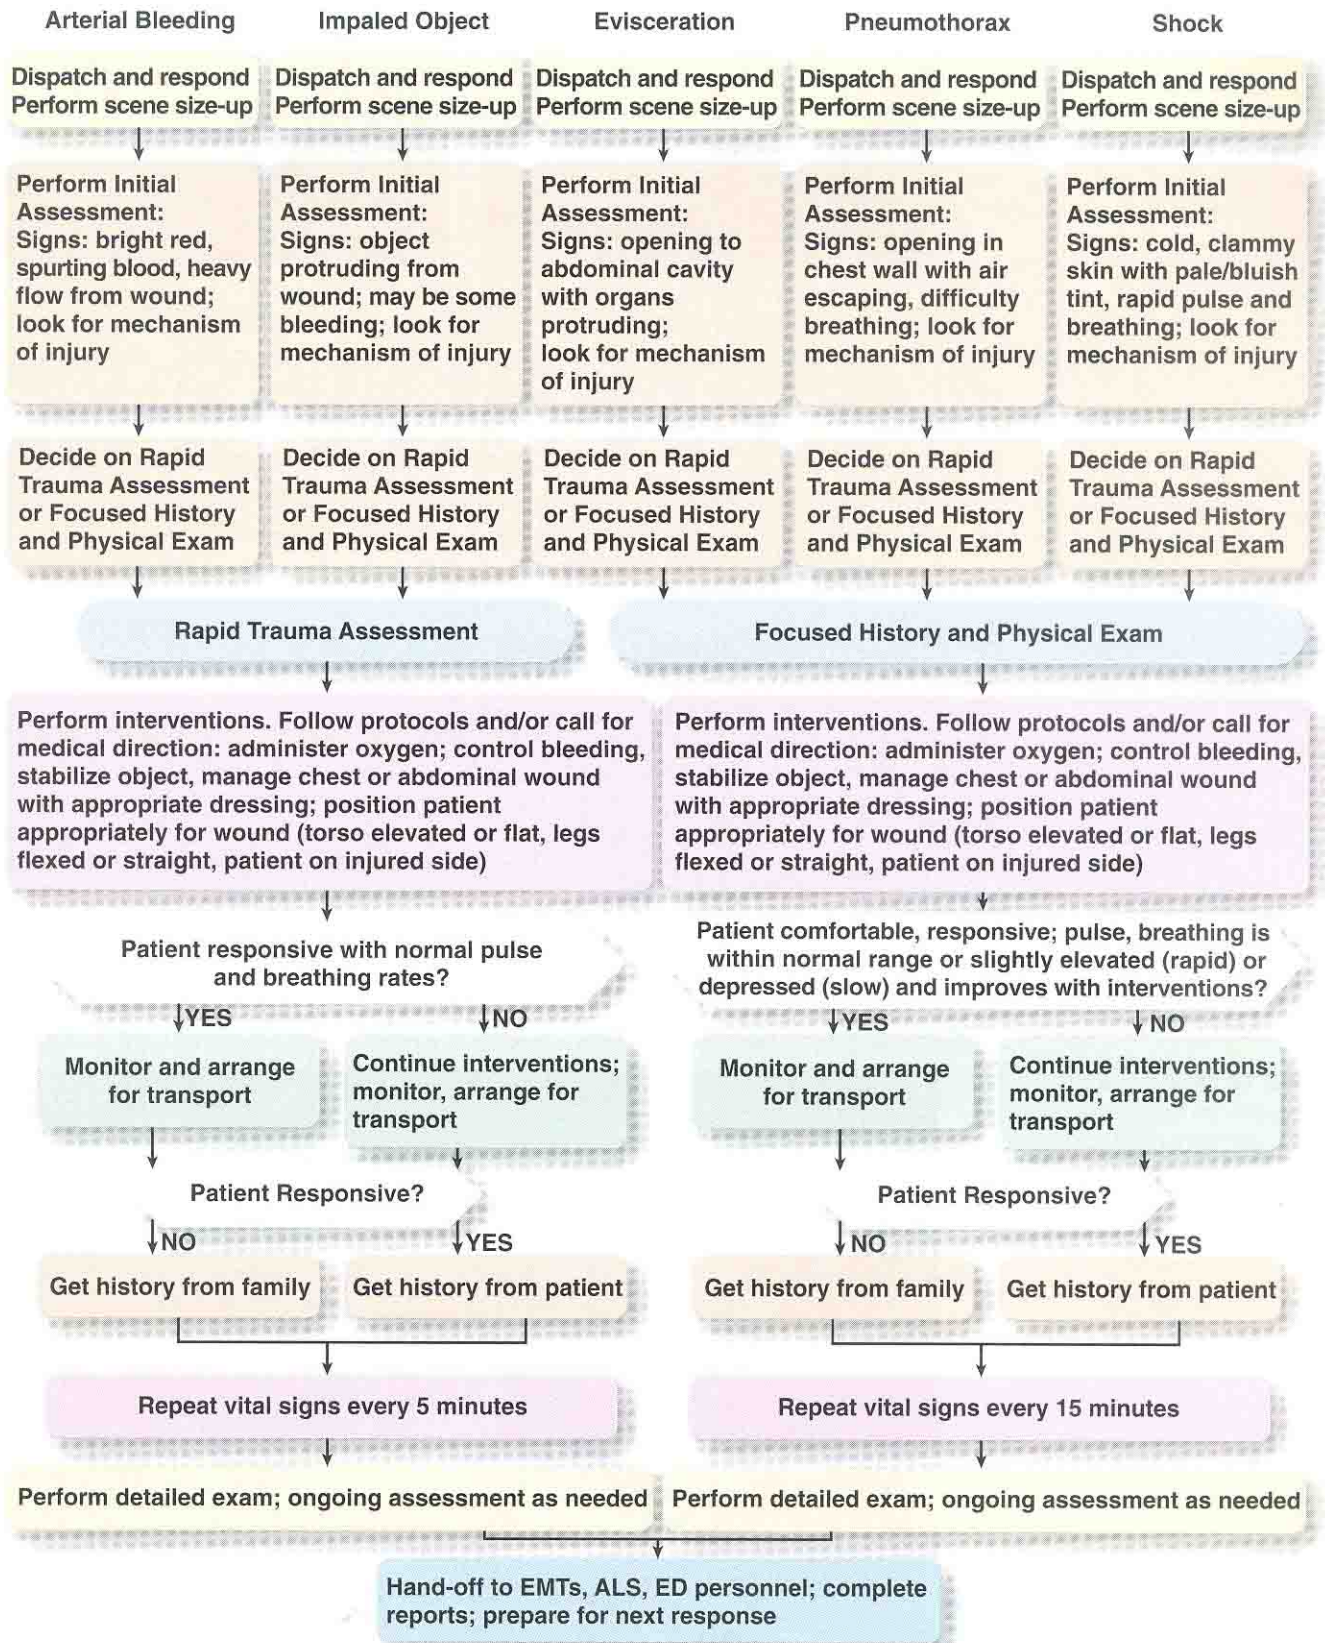 Arterial Bleeding
Impaled Object
Evisceration
Pneumothorax
Shock
Dispatch and respond
Perform scene size-up
Dispatch and respond
Perform scene size-up
Dispatch and respond
Perform scene size-up
Dispatch and respond
Perform scene size-up
Dispatch and respond
Perform scene size-up
Perform Initial
Assessment:
Signs: bright red,
spurting blood, heavy
flow from wound;
look for mechanism
of injury
Perform Initial
Assessment:
Signs: object
protruding from
wound; may be some
bleeding; look for
mechanism of injury
Perform Initial
Assessment:
Signs: opening to
abdominal cavity
with organs
protruding;
look for mechanism
of injury
Perform Initial
Assessment:
Signs: opening in
chest wall with air
escaping, difficulty
breathing; look for
mechanism of injury
Perform Initial
Assessment:
Signs: cold, clammy
skin with pale/bluish
tint, rapid pulse and
breathing; look for
mechanism of injury
Decide on Rapid
Trauma Assessment
or Focused History
and Physical Exam
Decide on Rapid
Trauma Assessment
or Focused History
and Physical Exam
Decide on Rapid
Trauma Assessment
or Focused History
and Physical Exam
Decide on Rapid
Trauma Assessment
or Focused History
and Physical Exam
Decide on Rapid
Trauma Assessment
or Focused History
and Physical Exam
Rapid Trauma Assessment
Focused History and Physical Exam
Perform interventions. Follow protocols and/or call for
medical direction: administer oxygen; control bleeding,
stabilize object, manage chest or abdominal wound
with appropriate dressing; position patient
appropriately for wound (torso elevated or flat, legs
flexed or straight, patient on injured side)
Perform interventions. Follow protocols and/or call for
medical direction: administer oxygen; control bleeding,
stabilize object, manage chest or abdominal wound
with appropriate dressing; position patient
appropriately for wound (torso elevated or flat, legs
flexed or straight, patient on injured side)
Patient responsive with normal pulse
and breathing rates?
Patient comfortable, responsive; pulse, breathing is
within normal range or slightly elevated (rapid) or
depressed (slow) and improves with interventions?
YES
NO
YES
NO
Monitor and arrange
for transport
Continue interventions;
monitor, arrange for
transport
Monitor and arrange
for transport
Continue interventions;
monitor, arrange for
transport
Patient Responsive?
Patient Responsive?
NO
YES
NO
YES
Get history from family
Get history from patient
Get history from family
Get history from patient
Repeat vital signs every 5 minutes
Repeat vital signs every 15 minutes
Perform detailed exam; ongoing assessment as needed
Perform detailed exam; ongoing assessment as needed
Hand-off to EMTs, ALS, ED personnel; complete
reports; prepare for next response